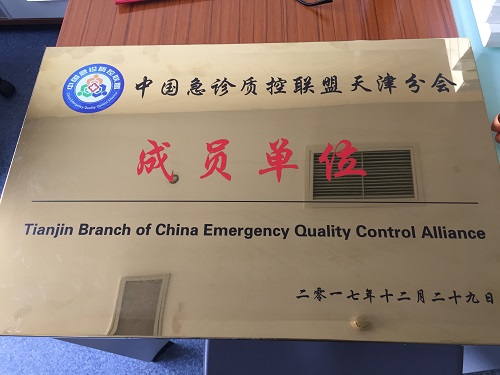 中国急诊质控联盟天津分会
成员单位
Tianjin Branch of China Emergency Quality Control Alliance
二零一七年十二月二十九日